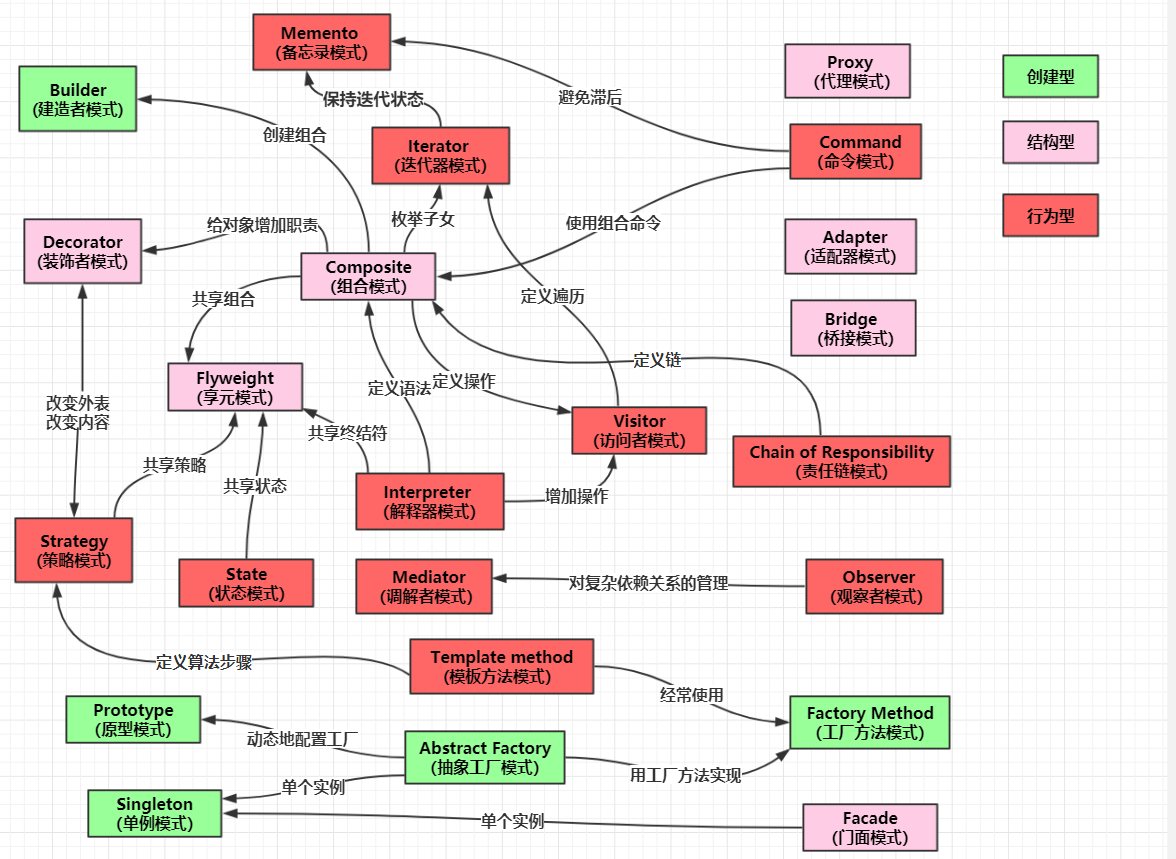 Memento
(备忘录模式)
Proxy
(代理模式)
创建型
Builder
(建造者模式)
保持迭代状态
避免滞后
创建组合
Iterator
(迭代器模式)
Command
(命令模式)
结构型
行为型
给对象增加职责
枚举子女
使用组合命令
Decorator
(装饰者模式)
Adapter
(适配器模式)
Composite
(组合模式)
共享组合
定义遍历
Bridge
(桥接模式)
定义链
Flyweight
(享元模式)
定义语法
定义操作
改变外表
改变内容
共享终结符
Visitor
(访问者模式)
Chain of Responsibility
(责任链模式)
共享策略
共享状态
Interpreter
(解释器模式)
增加操作
Strategy
(策略模式)
State
(状态模式)
Mediator
(调解者模式)
对复杂依赖关系的管理
Observer
(观察者模式)
定义算法步骤
Template method
(模板方法模式)
经常使用
Prototype
(原型模式)
动态地配置工厂
Abstract Factory
(抽象工厂模式)
用工厂方法实现
Factory Method
(工厂方法模式)
单个实例
Singleton
(单例模式)
单个实例
Facade
(门面模式)